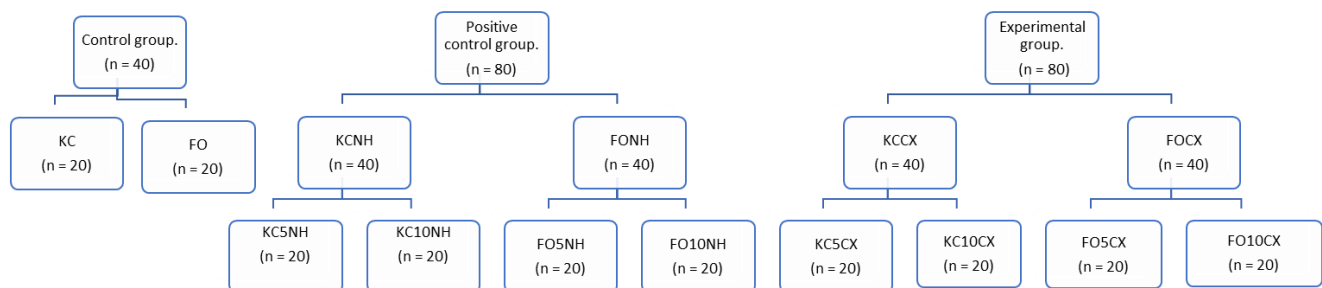 Control group.
(n = 40)
Positive
control group.
(n = 80)
Experimental
group.
(n = 80)
KC
(n = 20)
FO
(n = 20)
KCNH
(n = 40)
FONH
(n = 40)
KCCX
(n = 40)
FOCX
(n = 40)
KC5NH
(n = 20)
KC10NH
(n = 20)
FO5NH
(n = 20)
FO10NH
(n = 20)
KC5CX
(n = 20)
KC10CX
(n = 20)
FO5CX
(n = 20)
FO10CX
(n = 20)